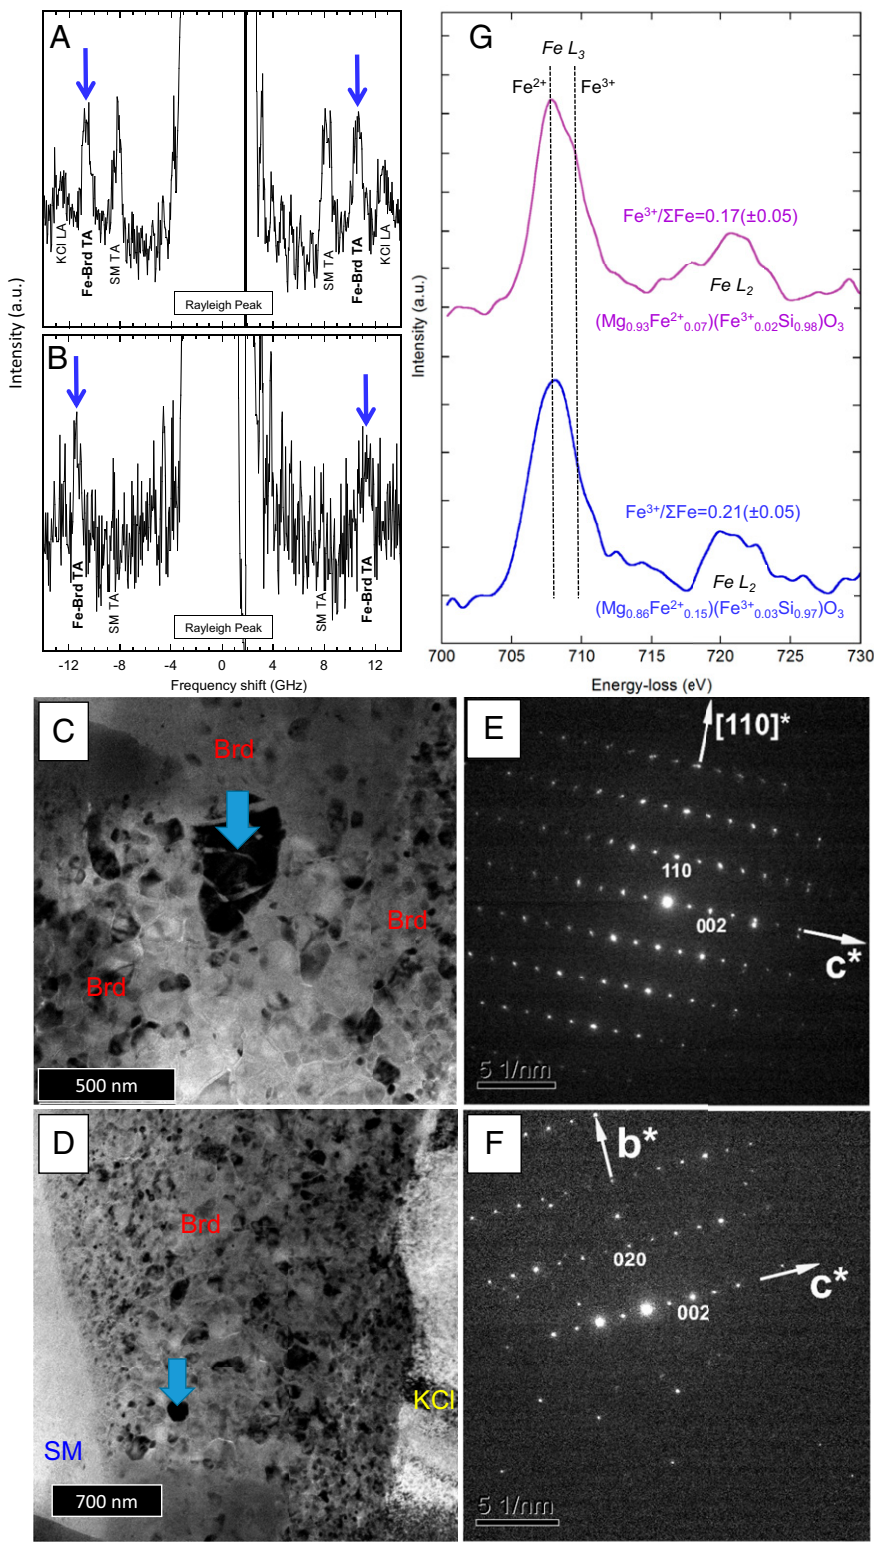 A
KCl LA
Fe-Brd TA
SM TA
SM TA
Fe-Brd TA
KCl LA
Rayleigh Peak
Intensity (a.u.)
B
Fe-Brd TA
SM TA
SM TA
Fe-Brd TA
Rayleigh Peak
-12 -8 -4 0 4 8 12
Frequency shift (GHz)
G
Fe L₃
Fe²⁺ Fe³⁺
Fe³⁺/ΣFe=0.17(±0.05)
Fe L₂
(Mg₀.₉₃Fe²⁺₀.₀₇)(Fe³⁺₀.₀₂Si₀.₉₈)O₃
Intensity (a.u.)
Fe³⁺/ΣFe=0.21(±0.05)
Fe L₂
(Mg₀.₈₆Fe²⁺₀.₁₅)(Fe³⁺₀.₀₃Si₀.₉₇)O₃
700 705 710 715 720 725 730
Energy-loss (eV)
C
Brd
Brd
Brd
500 nm
E
[110]*
110
002
c*
5 1/nm
D
Brd
KCl
SM
700 nm
F
b*
020
002
c*
5 1/nm